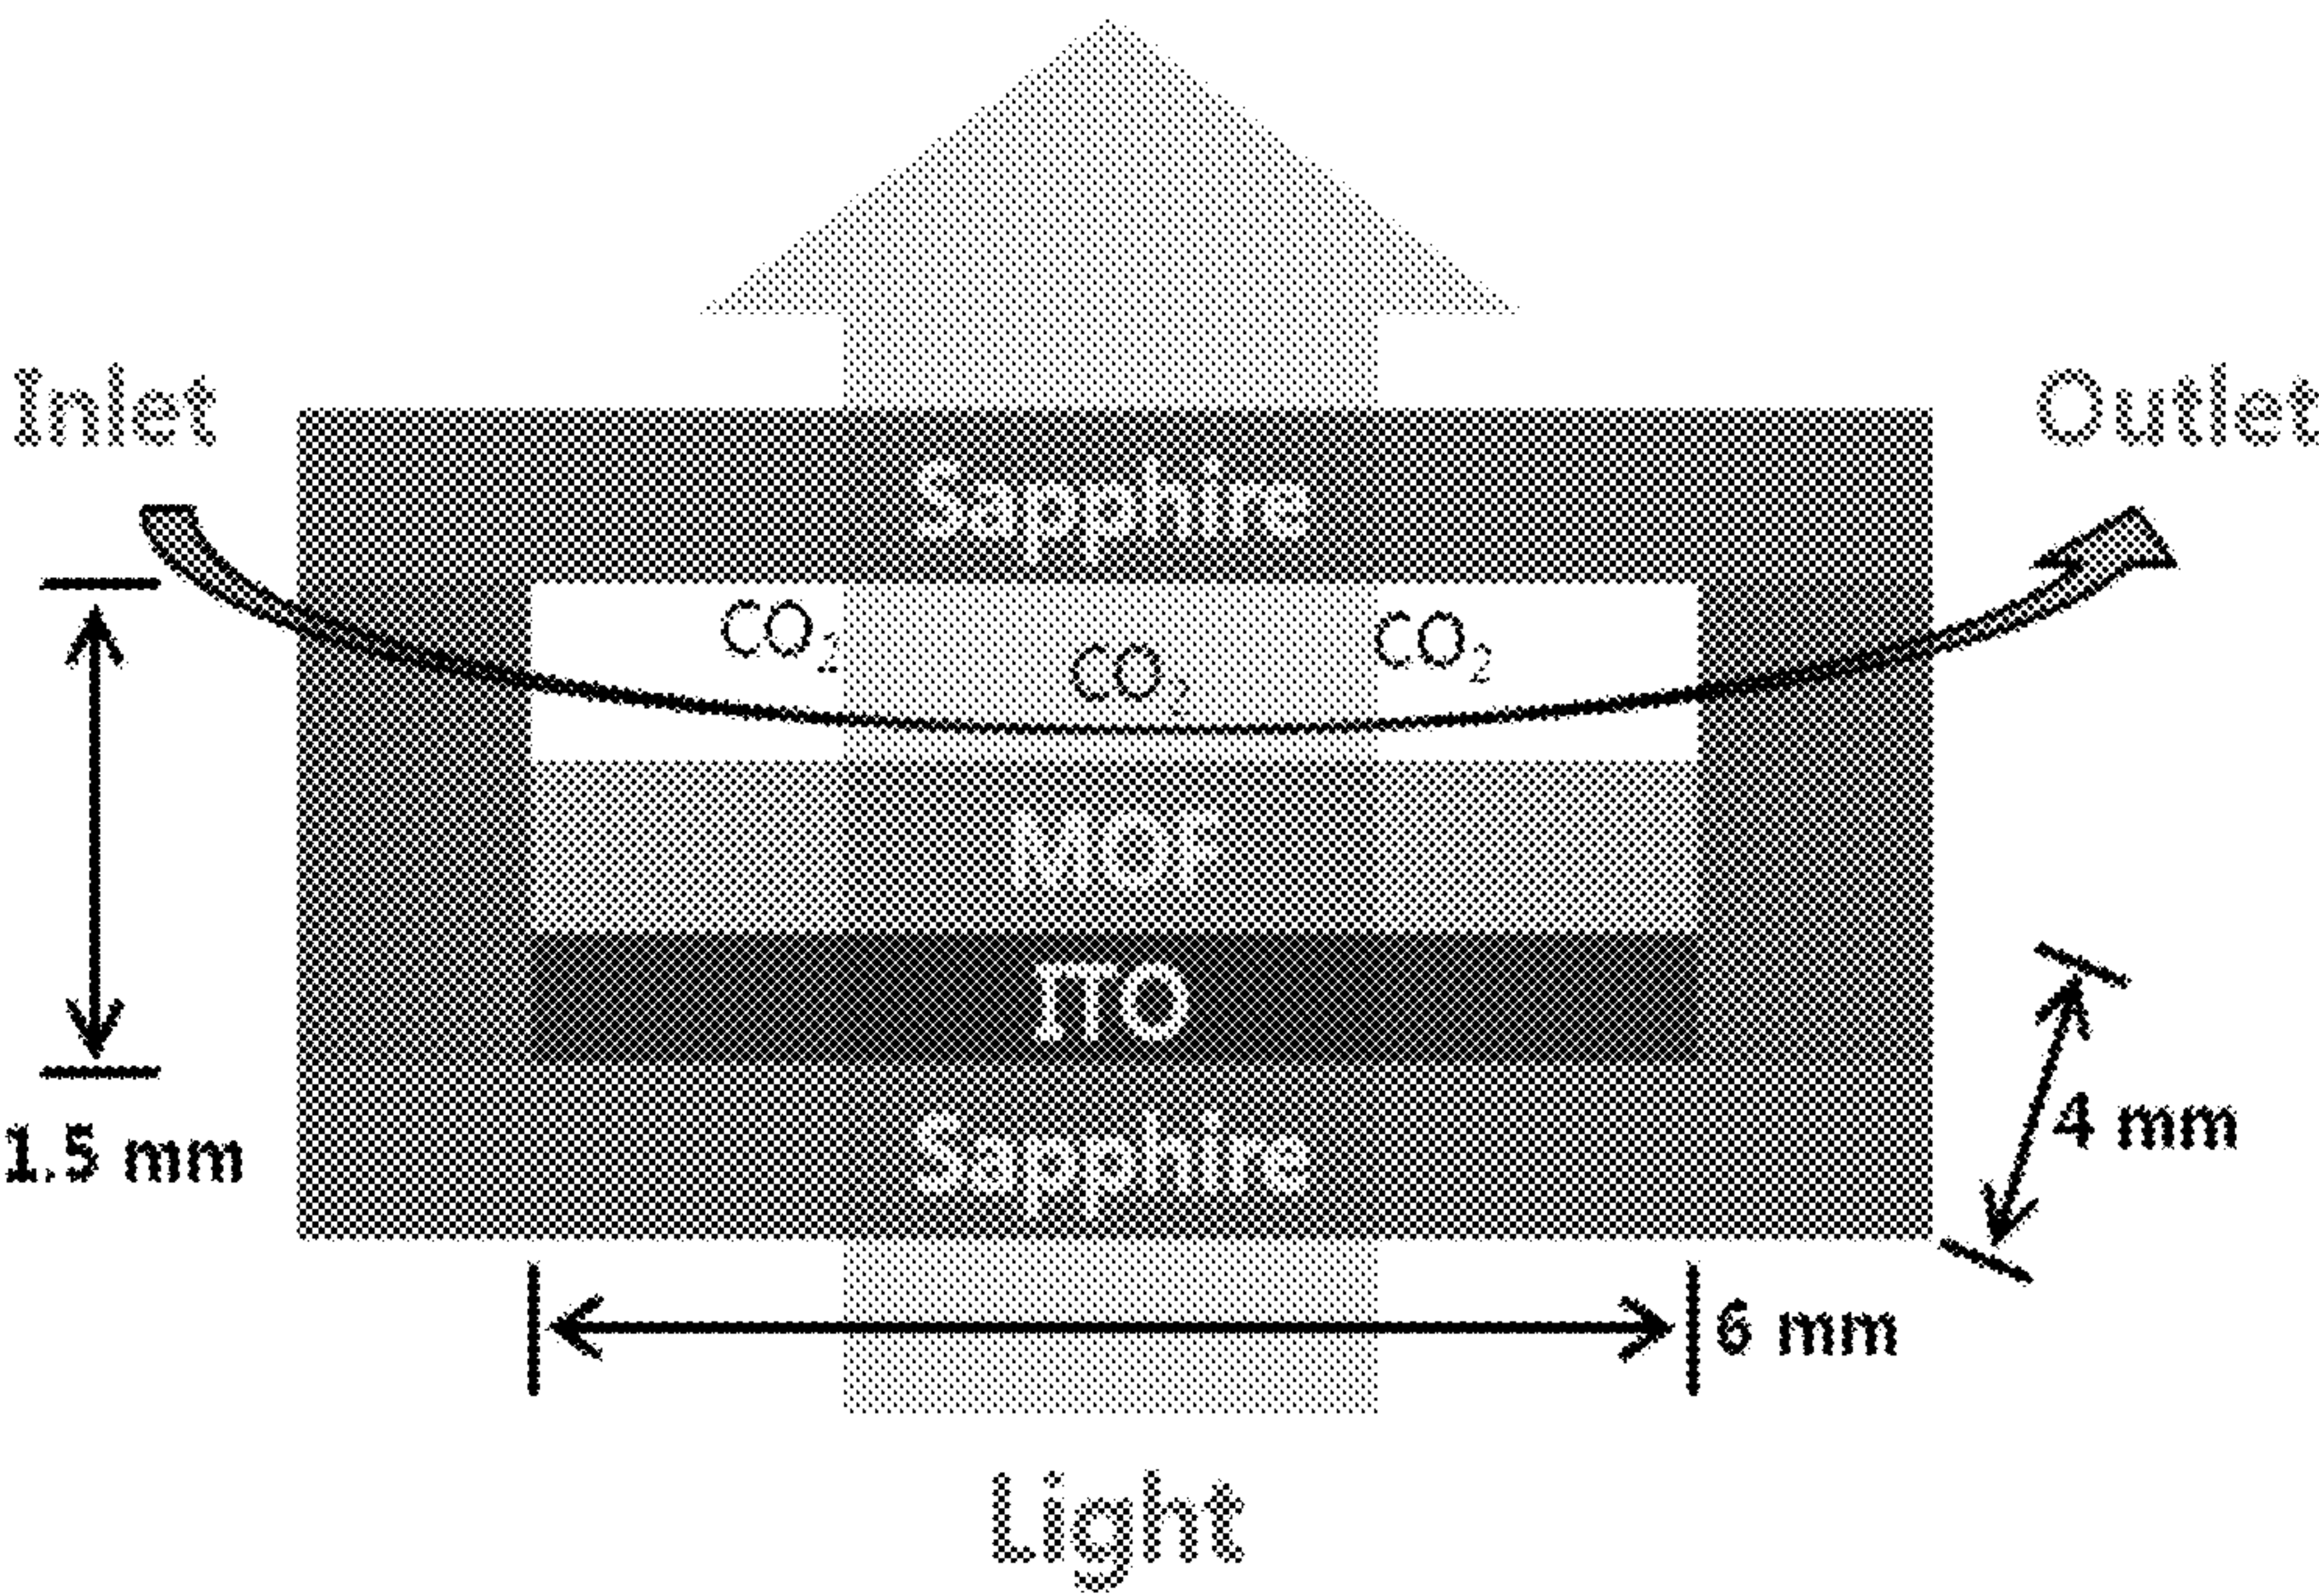 Inlet
Outlet
Sapphire
CO₂
CO₂
CO₂
MOF
ITO
Sapphire
1.5 mm
4 mm
6 mm
Light